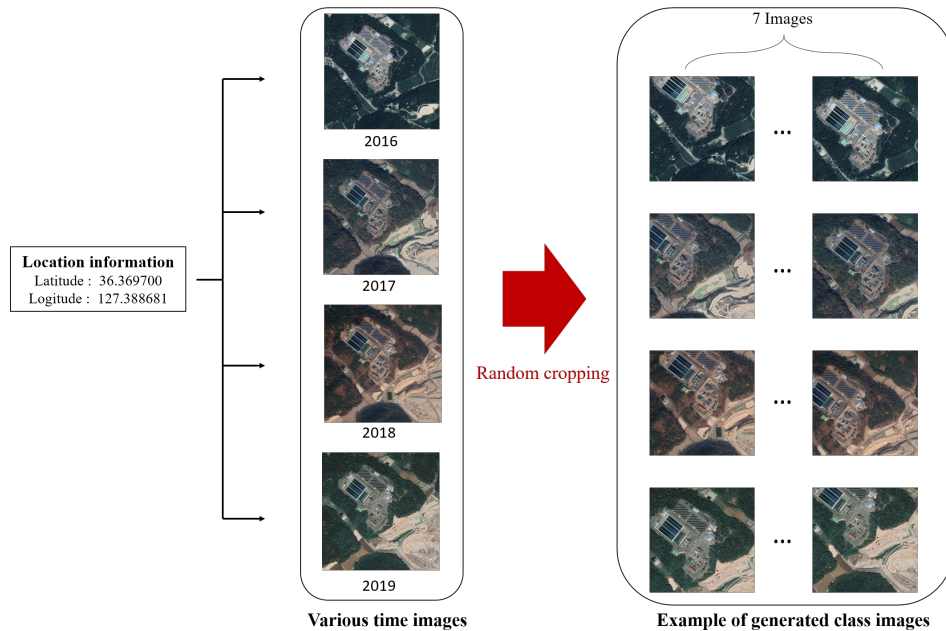 Location information
Latitude : 36.369700
Logitude : 127.388681
2016
2017
2018
2019
Various time images
Random cropping
7 Images
...
...
...
...
Example of generated class images